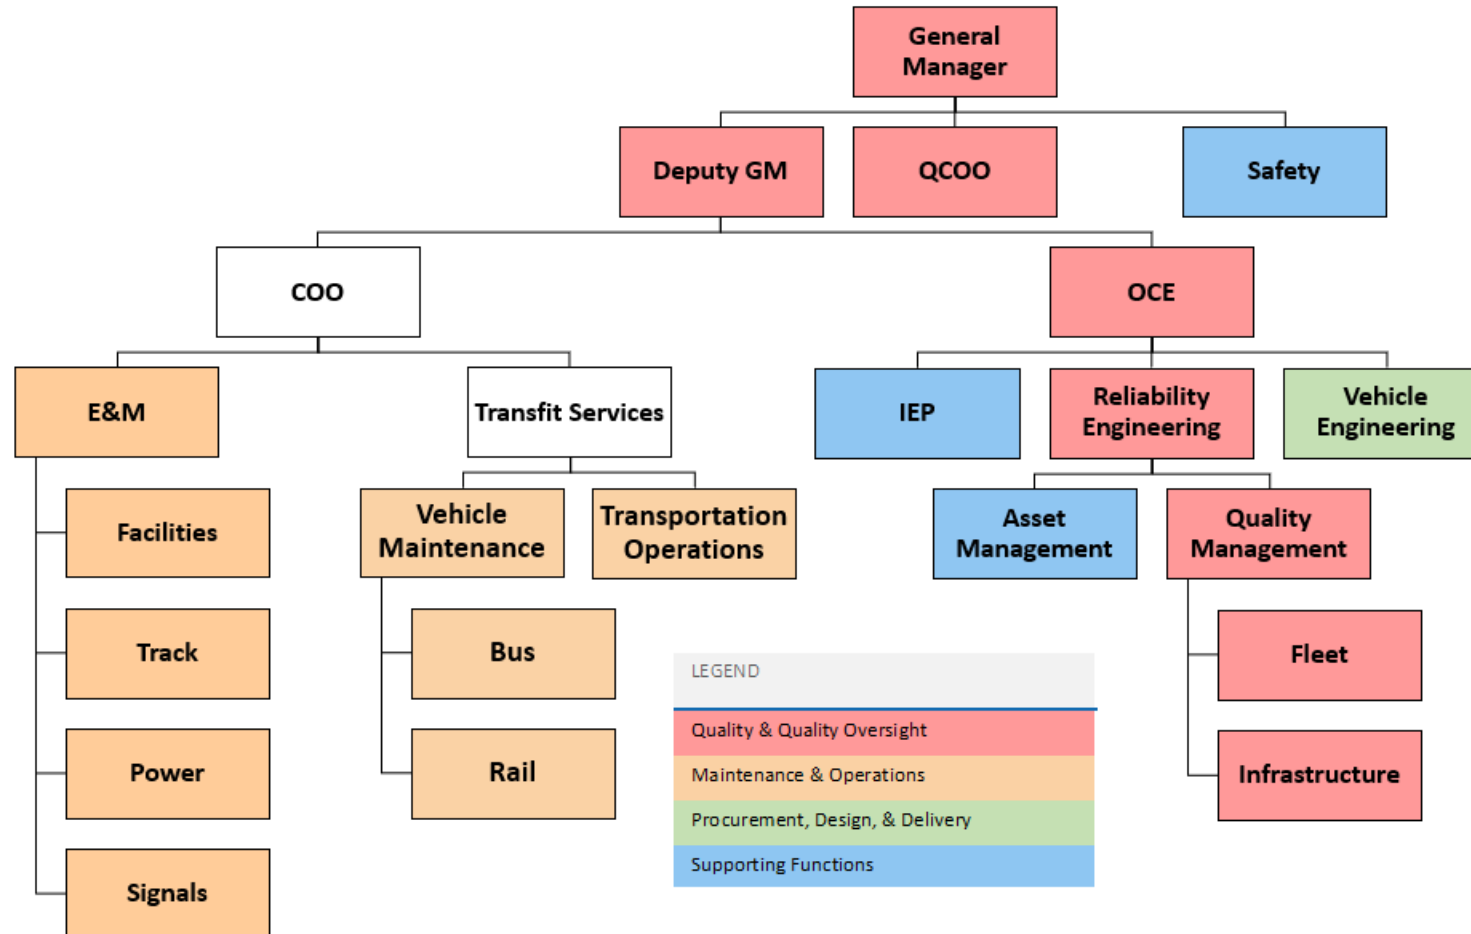 General
Manager
Deputy GM
QCOO
Safety
COO
OCE
E&M
Transfit Services
IEP
Reliability
Engineering
Vehicle
Engineering
Facilities
Vehicle
Maintenance
Transportation
Operations
Asset
Management
Quality
Management
Track
Bus
Fleet
Power
Rail
Infrastructure
Signals
LEGEND
Quality & Quality Oversight
Maintenance & Operations
Procurement, Design, & Delivery
Supporting Functions